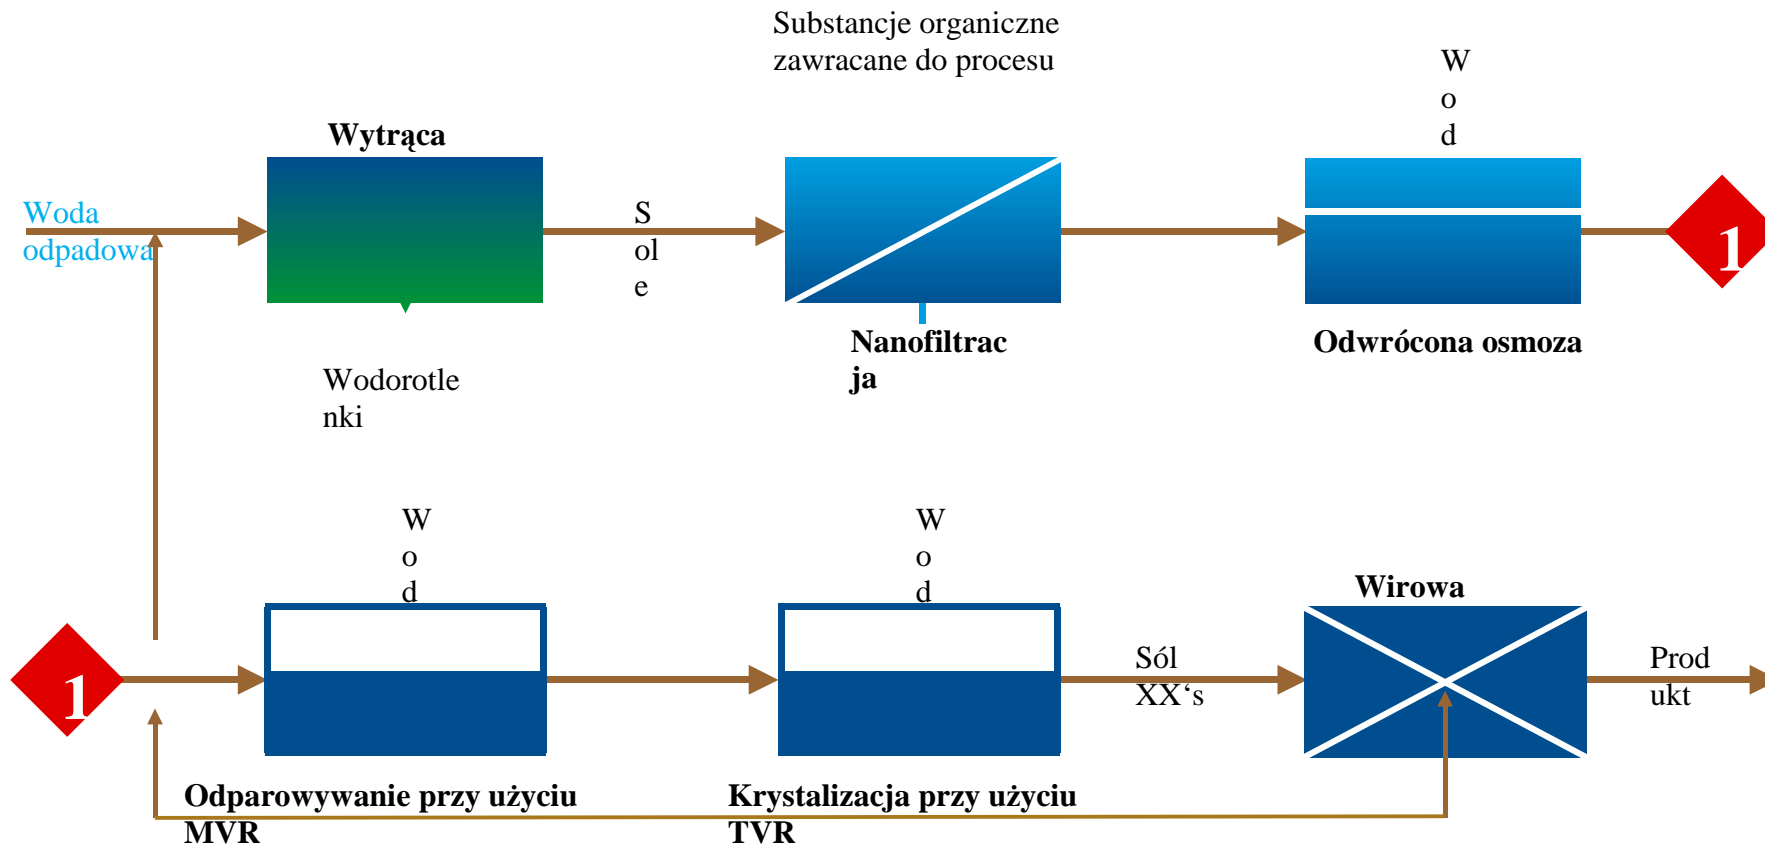 Substancje organiczne
zawracane do procesu
W
o
d
Wytrąca
Woda
odpadowa
S
ol
e
1
Nanofiltrac
ja
Odwrócona osmoza
Wodorotle
nki
W
o
d
W
o
d
Wirowa
1
Sól
XX‘s
Prod
ukt
Odparowywanie przy użyciu
MVR
Krystalizacja przy użyciu
TVR